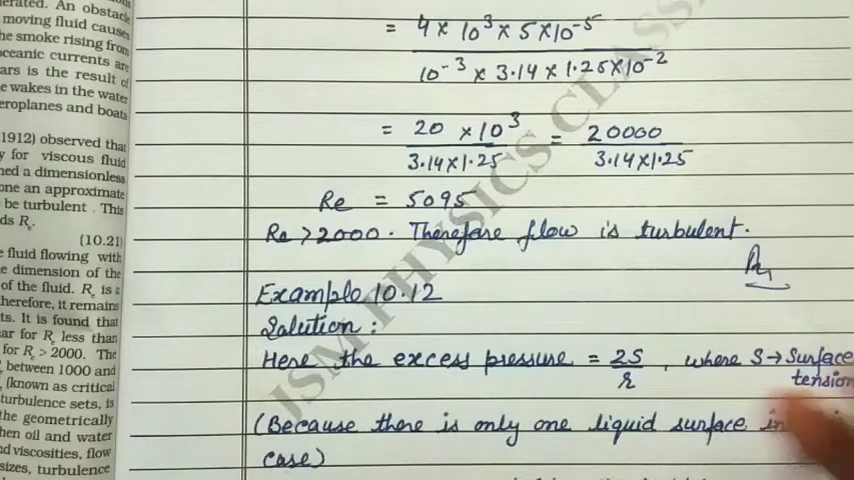 erated. An obstacle
moving fluid causes
he smoke rising from
oceanic currents are
ars is the result of
e wakes in the water
eroplanes and boats
1912) observed that
y for viscous fluid
ned a dimensionless
one an approximate
be turbulent . This
ds Re.
(10.21)
e fluid flowing with
e dimension of the
of the fluid. Re is a
herefore, it remains
ts. It is found that
ar for Re less than
for Re > 2000. The
between 1000 and
(known as critical
turbulence sets, is
the geometrically
hen oil and water
nd viscosities, flow
sizes, turbulence
= 4 × 10³ × 5 × 10⁻⁵
10⁻³ × 3.14 × 1.25 × 10⁻²
= 20 × 10³ = 20000
3.14×1.25 3.14×1.25
Re = 5095
Re > 2000. Therefore flow is turbulent.
Example 10.12
Solution :
Here the excess pressure = 2S/r , where S → Surface
tension
(Because there is only one liquid surface in
case)
JSM PHYSICS CLASS